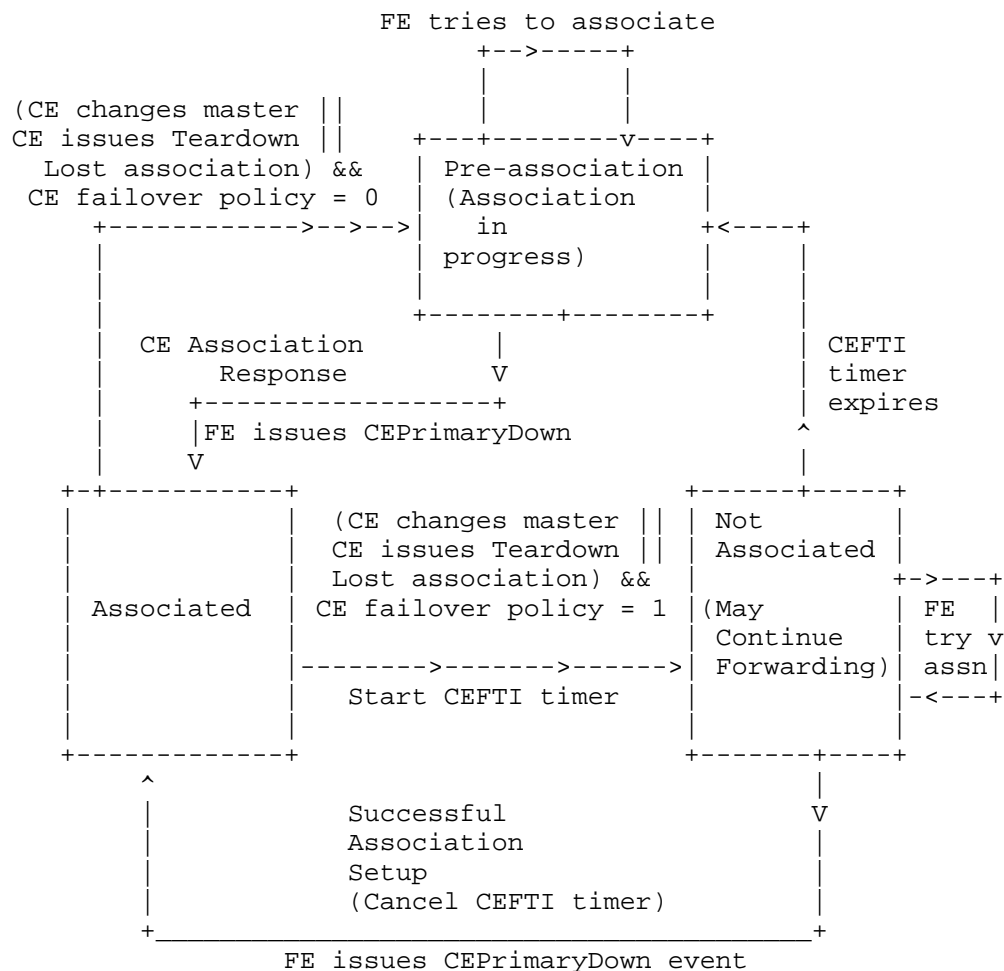 FE tries to associate
+-->-----+
|        |
(CE changes master ||        |        |
CE issues Teardown ||    +---+--------v----+
Lost association) &&   | Pre-association |
CE failover policy = 0  | (Association    |
+------------>-->-->|   in            +<----+
|                   | progress)       |     |
|                   |                 |     |
|                   +--------+--------+     |
|  CE Association        |                  | CEFTI
|       Response         V                  | timer
|     +------------------+                  | expires
|     |FE issues CEPrimaryDown              ^
|     V                                     |
+-+-----------+                         +------+-----+
|             |  (CE changes master ||  | Not        |
|             |  CE issues Teardown ||  | Associated |
|             |  Lost association) &&   |            +->---+
| Associated  | CE failover policy = 1  |(May        | FE  |
|             |                         | Continue   | try v
|             |-------->------->------>| Forwarding)| assn|
|             |   Start CEFTI timer     |            |-<---+
|             |                         |            |
+-------------+                         +-------+----+
^                                            |
|            Successful                      V
|            Association                     |
|            Setup                           |
|            (Cancel CEFTI timer)            |
+____________________________________________+
FE issues CEPrimaryDown event